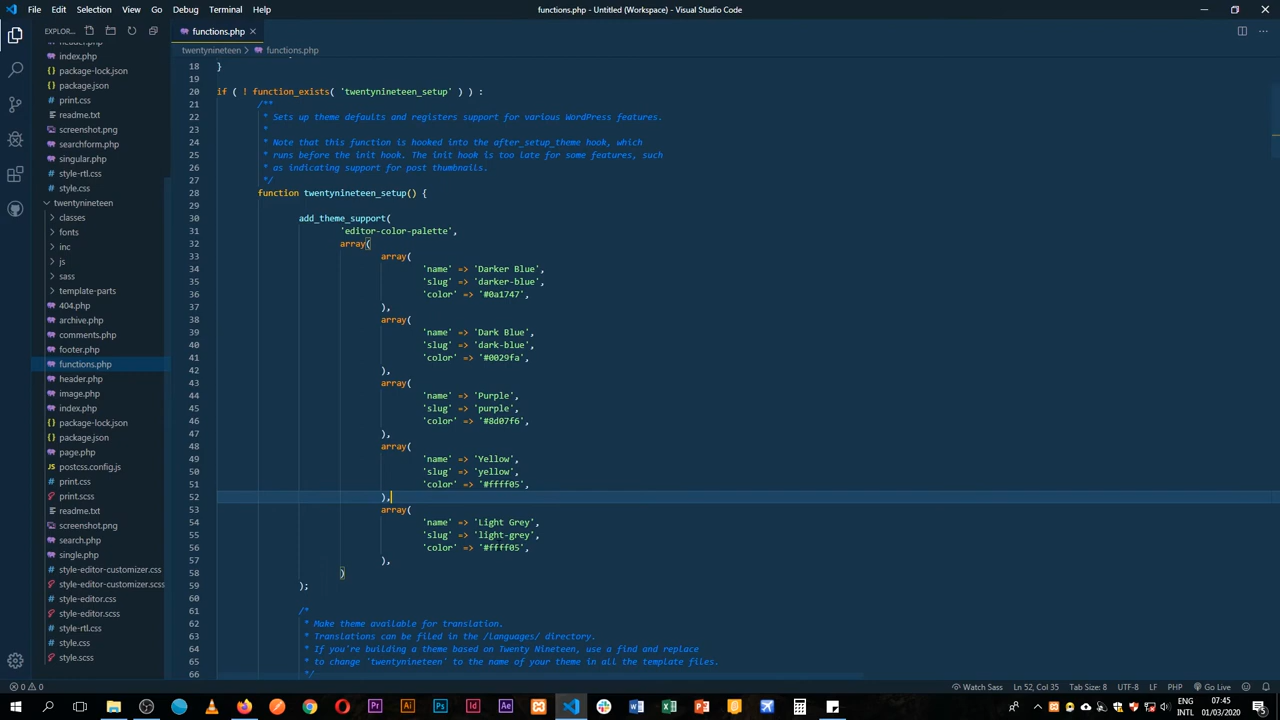 File Edit Selection View Go Debug Terminal Help
functions.php - Untitled (Workspace) - Visual Studio Code
EXPLOR...
functions.php
twentynineteen > functions.php
header.php
index.php
package-lock.json
package.json
print.css
readme.txt
screenshot.png
searchform.php
singular.php
style-rtl.css
style.css
twentynineteen
classes
fonts
inc
js
sass
template-parts
404.php
archive.php
comments.php
footer.php
functions.php
header.php
image.php
index.php
package-lock.json
package.json
page.php
postcss.config.js
print.css
print.scss
readme.txt
screenshot.png
search.php
single.php
style-editor-customizer.css
style-editor-customizer.scss
style-editor.css
style-editor.scss
style-rtl.css
style.css
style.scss
18 }
19
20 if ( ! function_exists( 'twentynineteen_setup' ) ) :
21 /**
22 * Sets up theme defaults and registers support for various WordPress features.
23 *
24 * Note that this function is hooked into the after_setup_theme hook, which
25 * runs before the init hook. The init hook is too late for some features, such
26 * as indicating support for post thumbnails.
27 */
28 function twentynineteen_setup() {
29
30 add_theme_support(
31 'editor-color-palette',
32 array(
33 array(
34 'name' => 'Darker Blue',
35 'slug' => 'darker-blue',
36 'color' => '#0a1747',
37 ),
38 array(
39 'name' => 'Dark Blue',
40 'slug' => 'dark-blue',
41 'color' => '#0029fa',
42 ),
43 array(
44 'name' => 'Purple',
45 'slug' => 'purple',
46 'color' => '#8d07f6',
47 ),
48 array(
49 'name' => 'Yellow',
50 'slug' => 'yellow',
51 'color' => '#ffff05',
52 ),
53 array(
54 'name' => 'Light Grey',
55 'slug' => 'light-grey',
56 'color' => '#ffff05',
57 ),
58 )
59 );
60
61 /*
62 * Make theme available for translation.
63 * Translations can be filed in the /languages/ directory.
64 * If you're building a theme based on Twenty Nineteen, use a find and replace
65 * to change 'twentynineteen' to the name of your theme in all the template files.
66 */
0 0
Watch Sass Ln 52, Col 35 Tab Size: 8 UTF-8 LF PHP Go Live
Pr Ai Ps Id Ae
ENG
INTL
07:45
01/03/2020